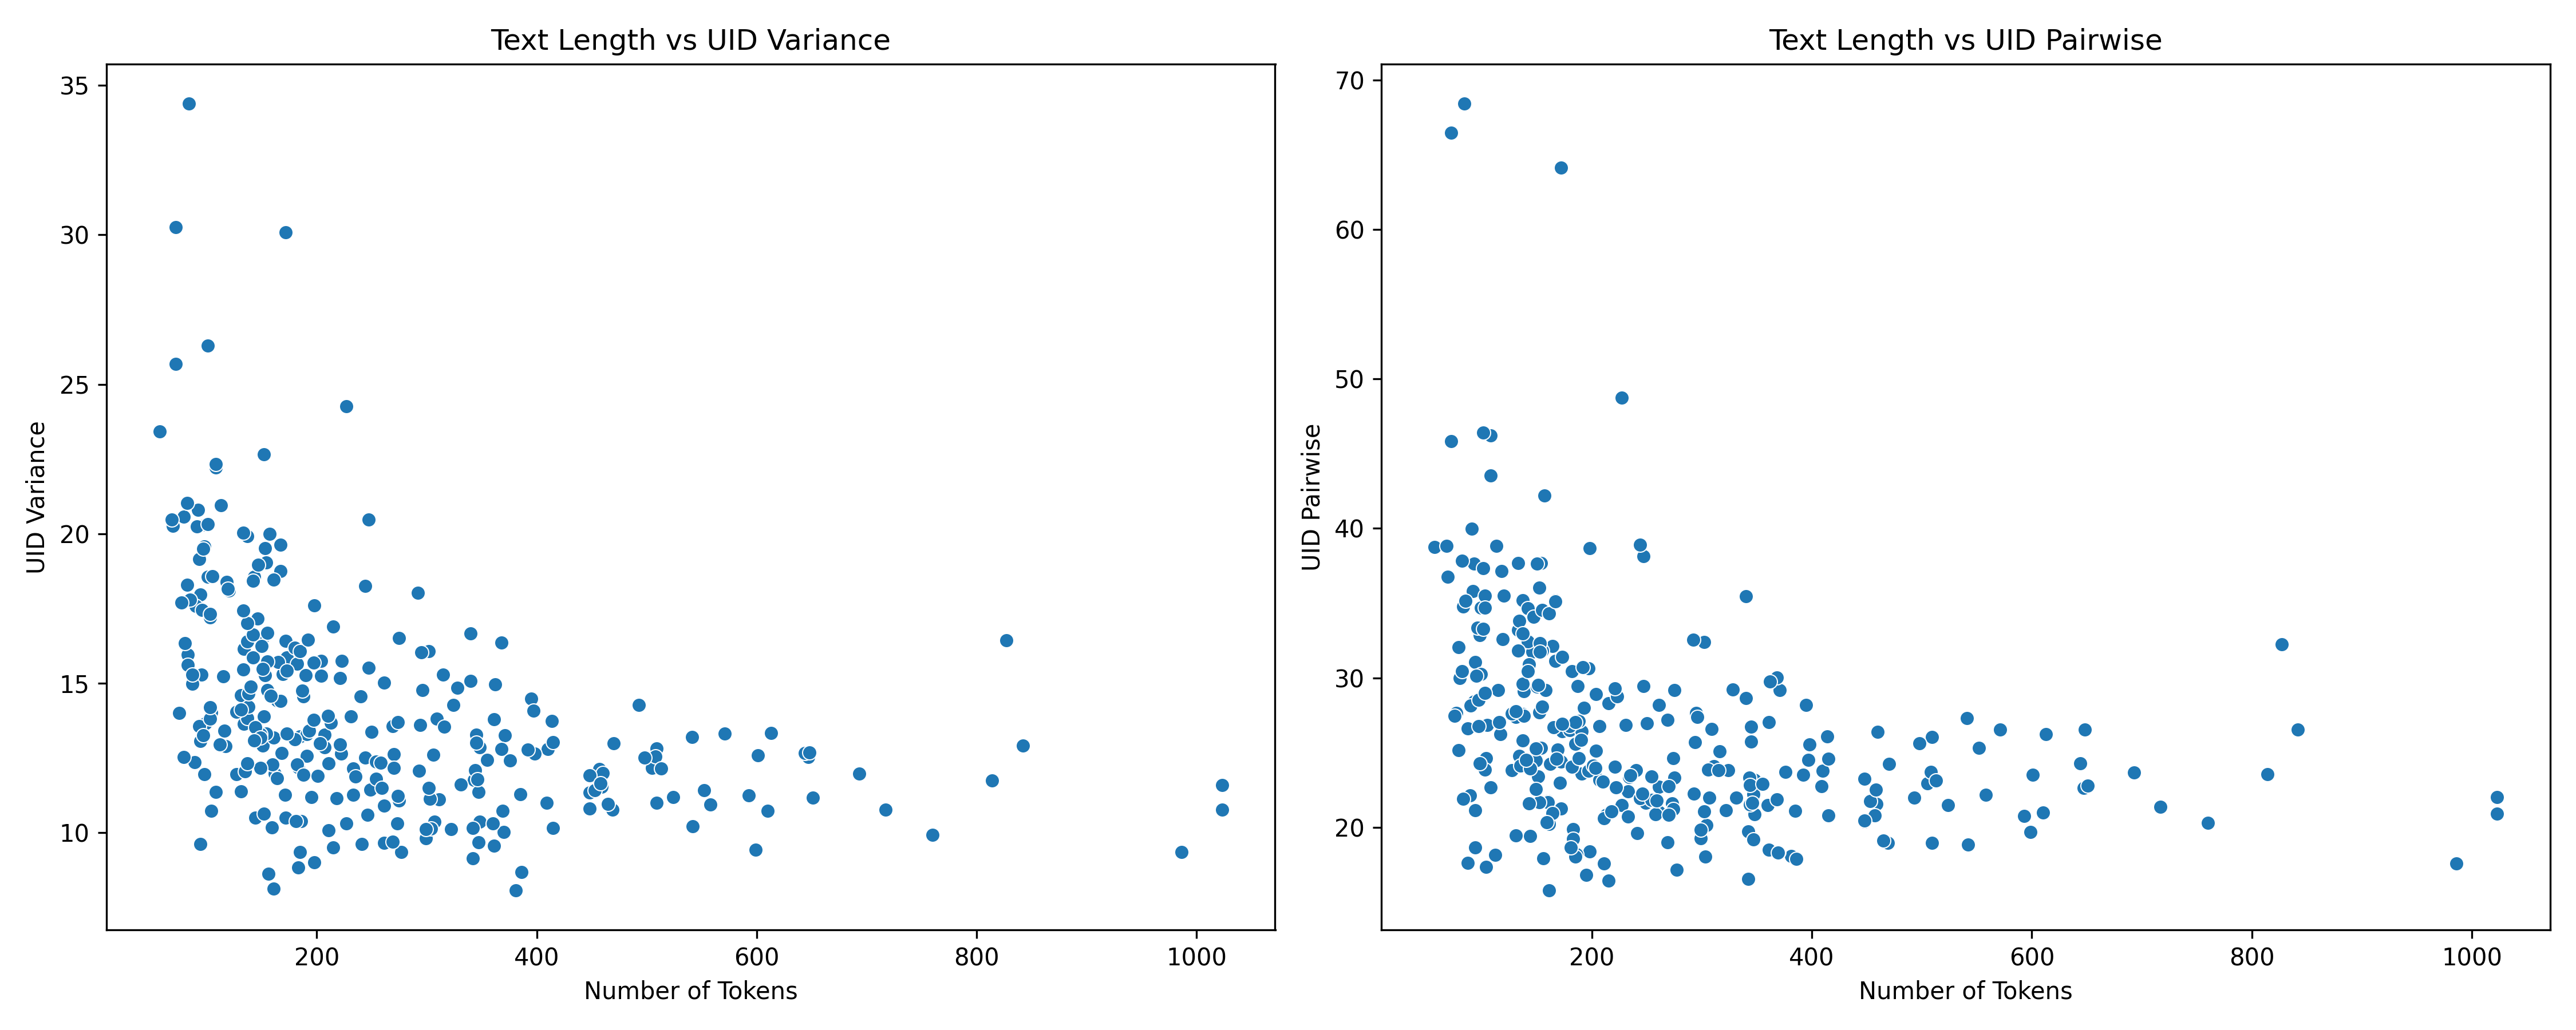 Text Length vs UID Variance
35
30
25
20
15
10
UID Variance
200 400 600 800 1000
Number of Tokens
Text Length vs UID Pairwise
70
60
50
40
30
20
UID Pairwise
200 400 600 800 1000
Number of Tokens